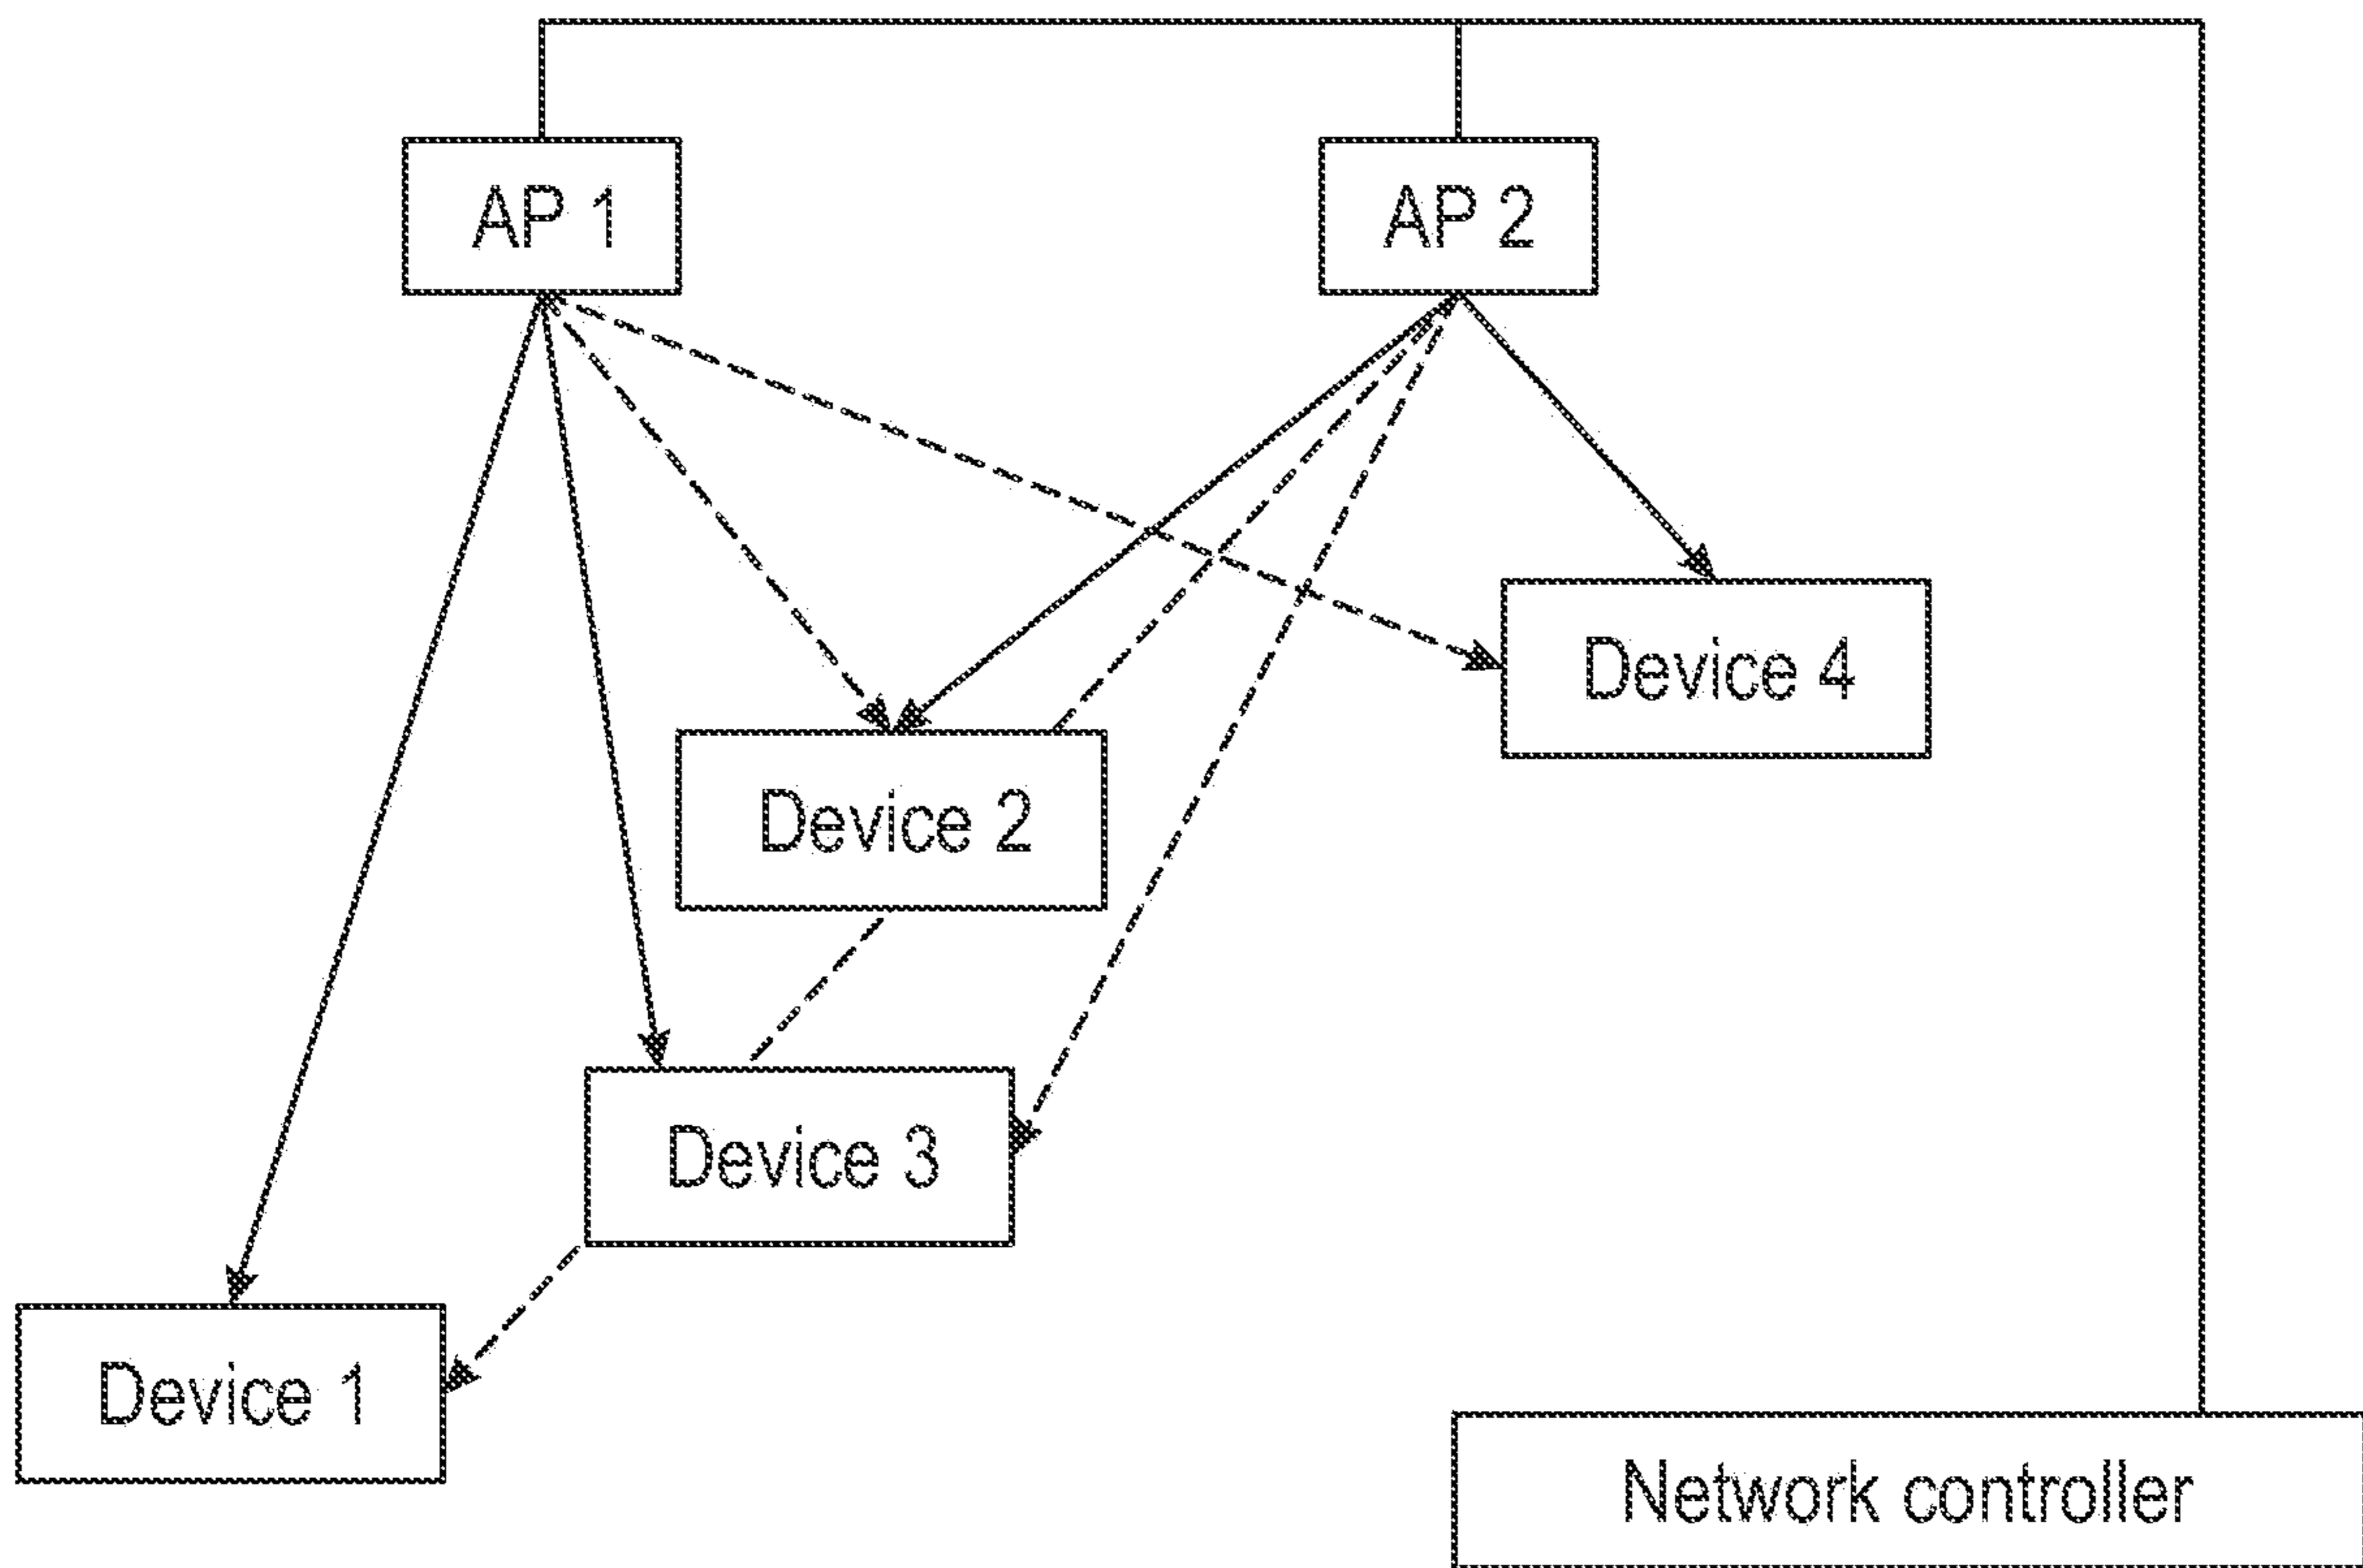 AP 1
AP 2
Device 4
Device 2
Device 3
Device 1
Network controller